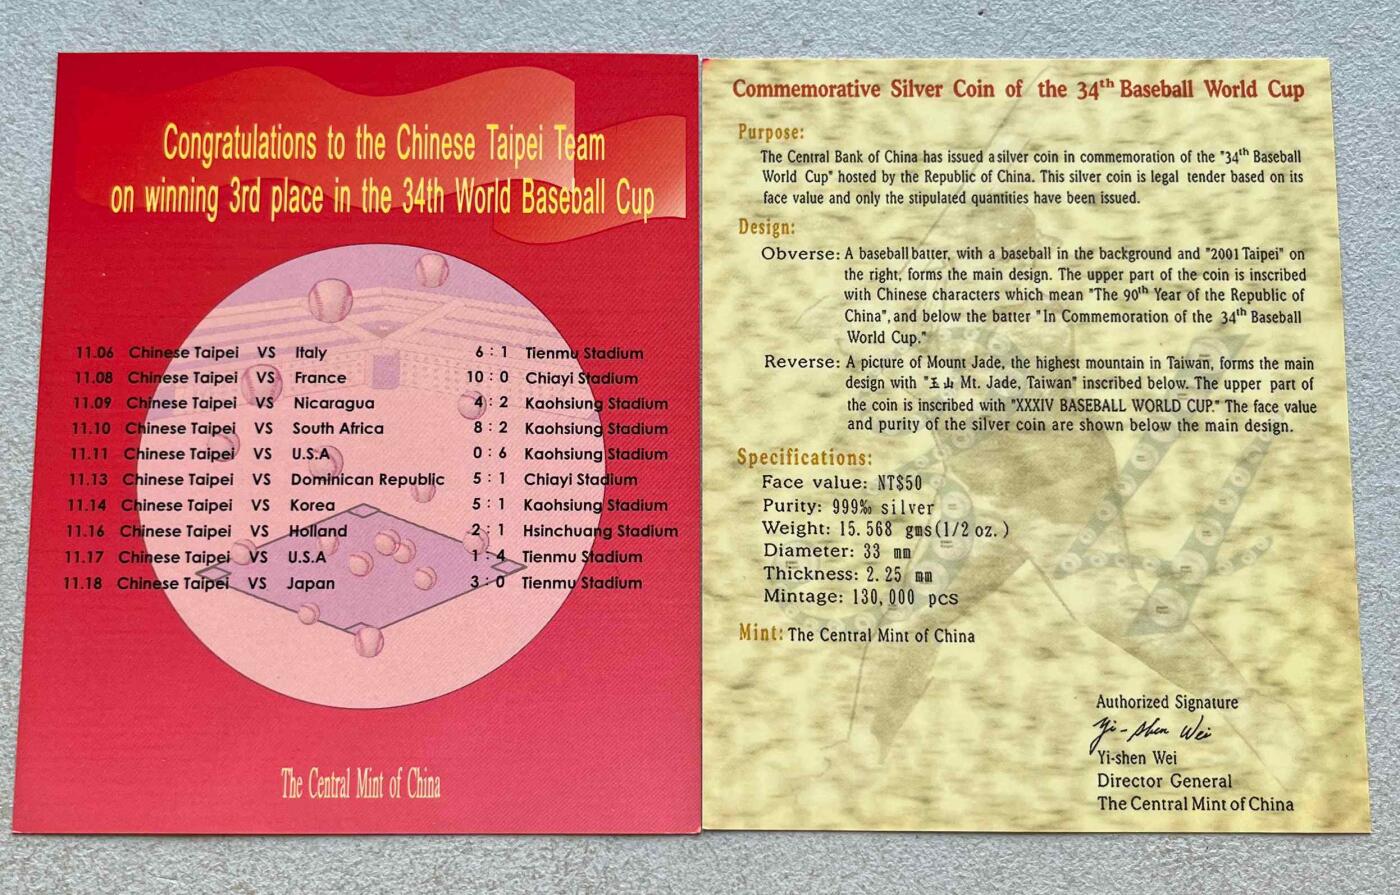 Congratulations to the Chinese Taipei Team
on winning 3rd place in the 34th World Baseball Cup
11.06 Chinese Taipei VS Italy 6 : 1 Tienmu Stadium
11.08 Chinese Taipei VS France 10 : 0 Chiayi Stadium
11.09 Chinese Taipei VS Nicaragua 4 : 2 Kaohsiung Stadium
11.10 Chinese Taipei VS South Africa 8 : 2 Kaohsiung Stadium
11.11 Chinese Taipei VS U.S.A 0 : 6 Kaohsiung Stadium
11.13 Chinese Taipei VS Dominican Republic 5 : 1 Chiayi Stadium
11.14 Chinese Taipei VS Korea 5 : 1 Kaohsiung Stadium
11.16 Chinese Taipei VS Holland 2 : 1 Hsinchuang Stadium
11.17 Chinese Taipei VS U.S.A 1 : 4 Tienmu Stadium
11.18 Chinese Taipei VS Japan 3 : 0 Tienmu Stadium
The Central Mint of China
Commemorative Silver Coin of the 34th Baseball World Cup
Purpose:
The Central Bank of China has issued a silver coin in commemoration of the "34th Baseball
World Cup" hosted by the Republic of China. This silver coin is legal tender based on its
face value and only the stipulated quantities have been issued.
Design:
Obverse: A baseball batter, with a baseball in the background and "2001 Taipei" on
the right, forms the main design. The upper part of the coin is inscribed
with Chinese characters which mean "The 90th Year of the Republic of
China", and below the batter "In Commemoration of the 34th Baseball
World Cup."
Reverse: A picture of Mount Jade, the highest mountain in Taiwan, forms the main
design with "玉山 Mt. Jade, Taiwan" inscribed below. The upper part of
the coin is inscribed with "XXXIV BASEBALL WORLD CUP." The face value
and purity of the silver coin are shown below the main design.
Specifications:
Face value: NT$50
Purity: 999‰ silver
Weight: 15.568 gms(1/2 oz.)
Diameter: 33 mm
Thickness: 2.25 mm
Mintage: 130,000 pcs
Mint: The Central Mint of China
Authorized Signature
Yi-shen Wei
Yi-shen Wei
Director General
The Central Mint of China